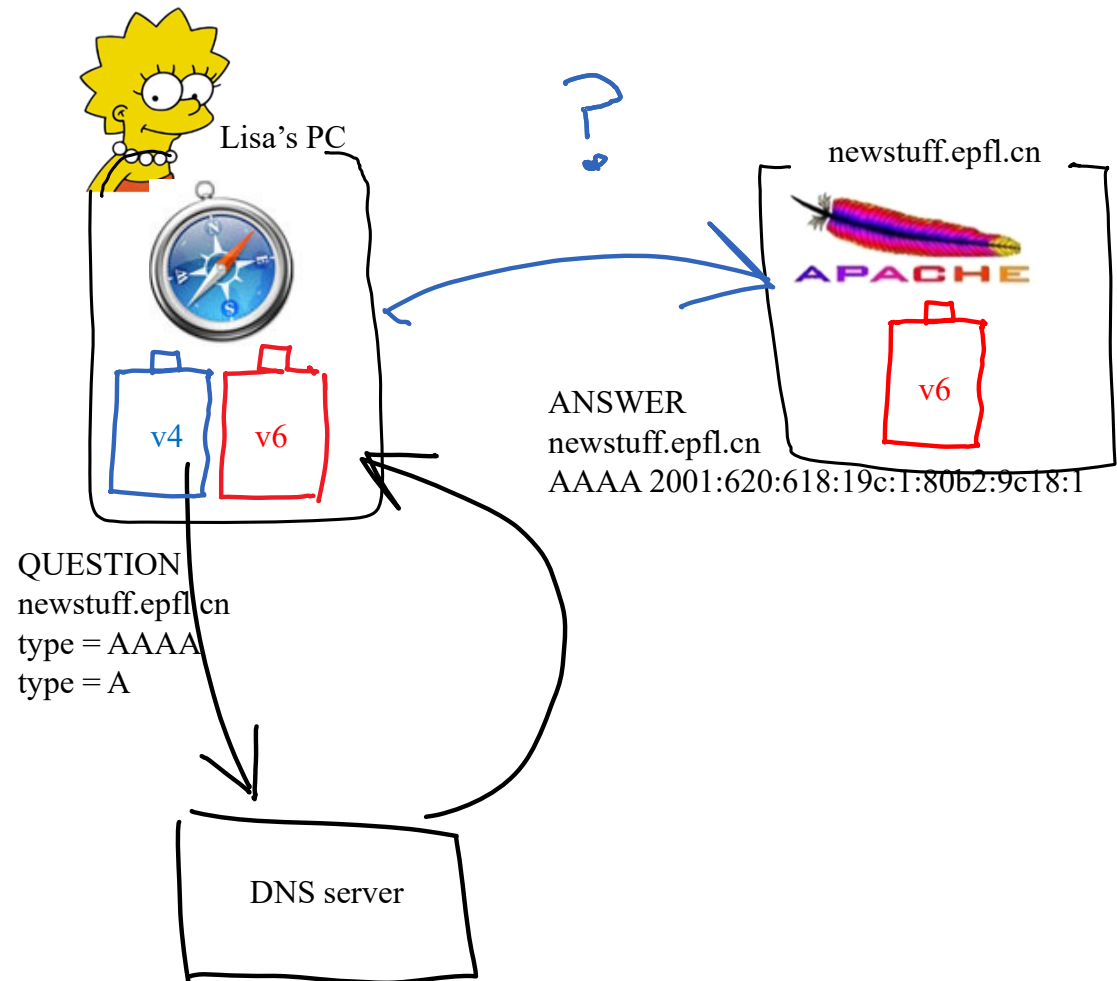 ?
Lisa's PC
newstuff.epfl.cn
N
E
S
W
APACHE
v4
v6
v6
ANSWER
newstuff.epfl.cn
AAAA 2001:620:618:19c:1:80b2:9c18:1
QUESTION
newstuff.epfl.cn
type = AAAA
type = A
DNS server